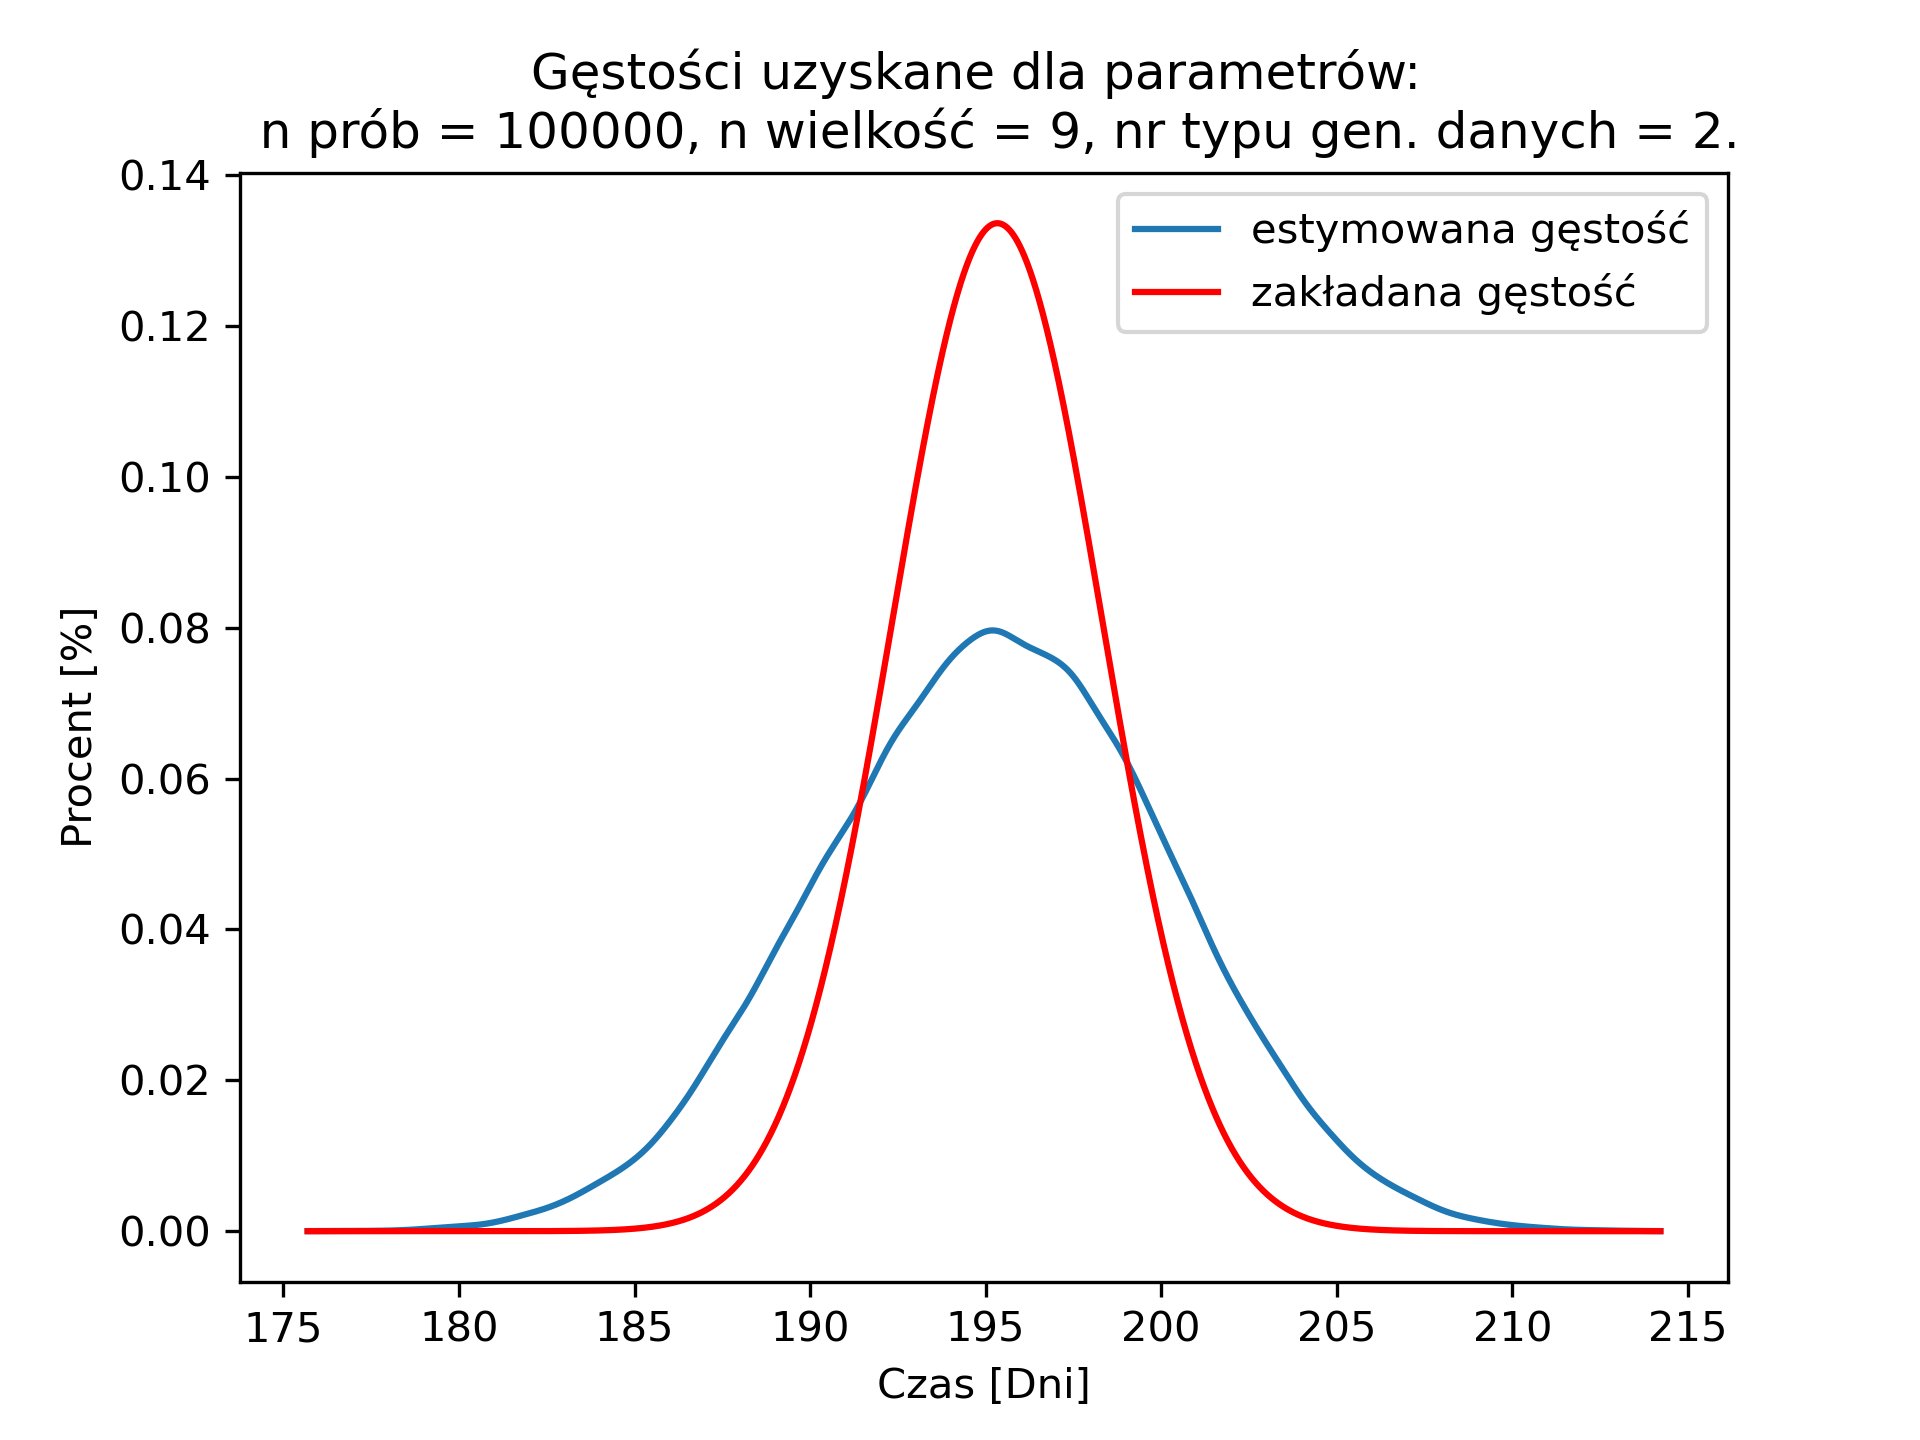 Gęstości uzyskane dla parametrów:
n prób = 100000, n wielkość = 9, nr typu gen. danych = 2.
estymowana gęstość
zakładana gęstość
0.14
0.12
0.10
0.08
0.06
0.04
0.02
0.00
Procent [%]
175 180 185 190 195 200 205 210 215
Czas [Dni]